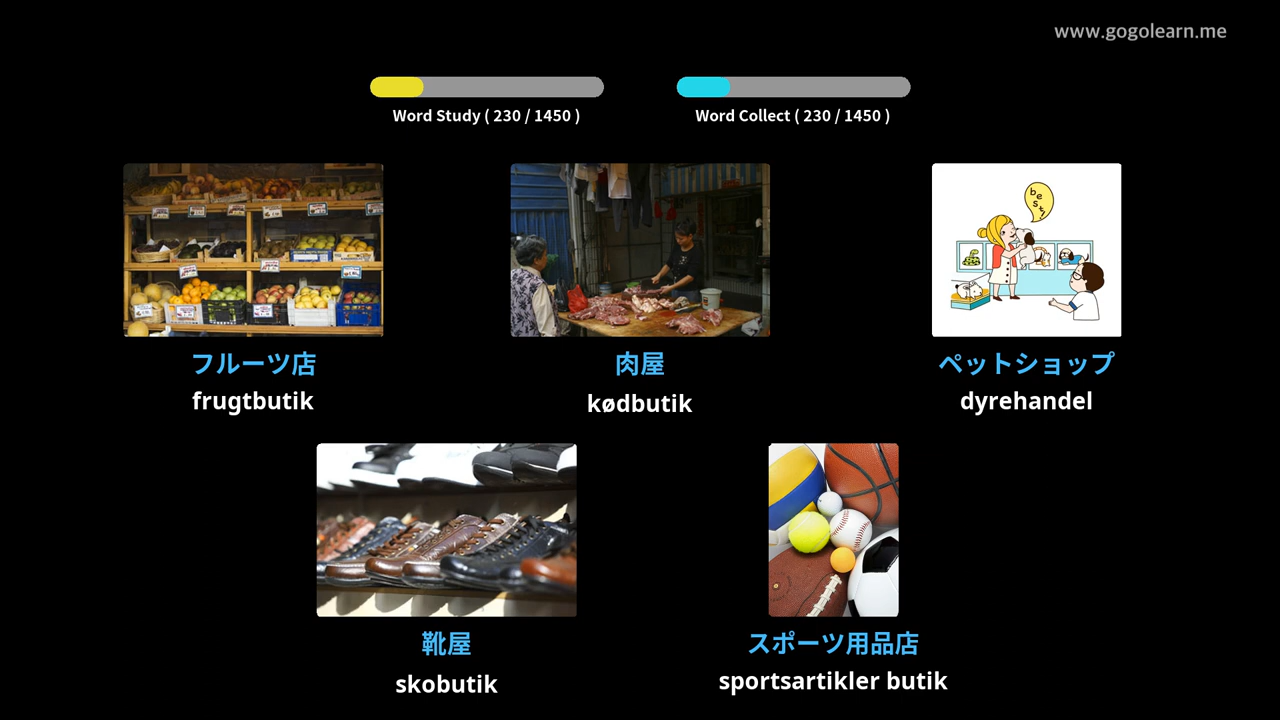 www.gogolearn.me
Word Study ( 230 / 1450 )
Word Collect ( 230 / 1450 )
best
フルーツ店
frugtbutik
肉屋
kødbutik
ペットショップ
dyrehandel
靴屋
skobutik
スポーツ用品店
sportsartikler butik